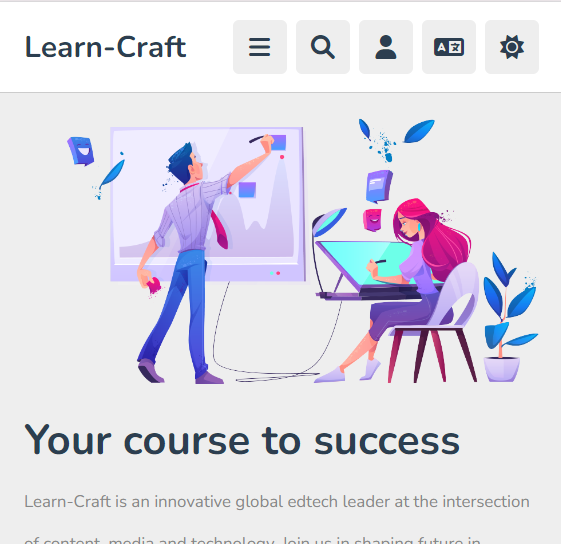 Learn-Craft
A 文
Your course to success
Learn-Craft is an innovative global edtech leader at the intersection
of content, media and technology. Join us in shaping future in